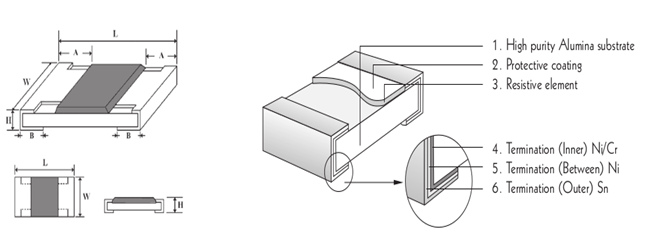 L
A
A
W
H
B
B
L
W
H
1. High purity Alumina substrate
2. Protective coating
3. Resistive element
4. Termination (Inner) Ni/Cr
5. Termination (Between) Ni
6. Termination (Outer) Sn